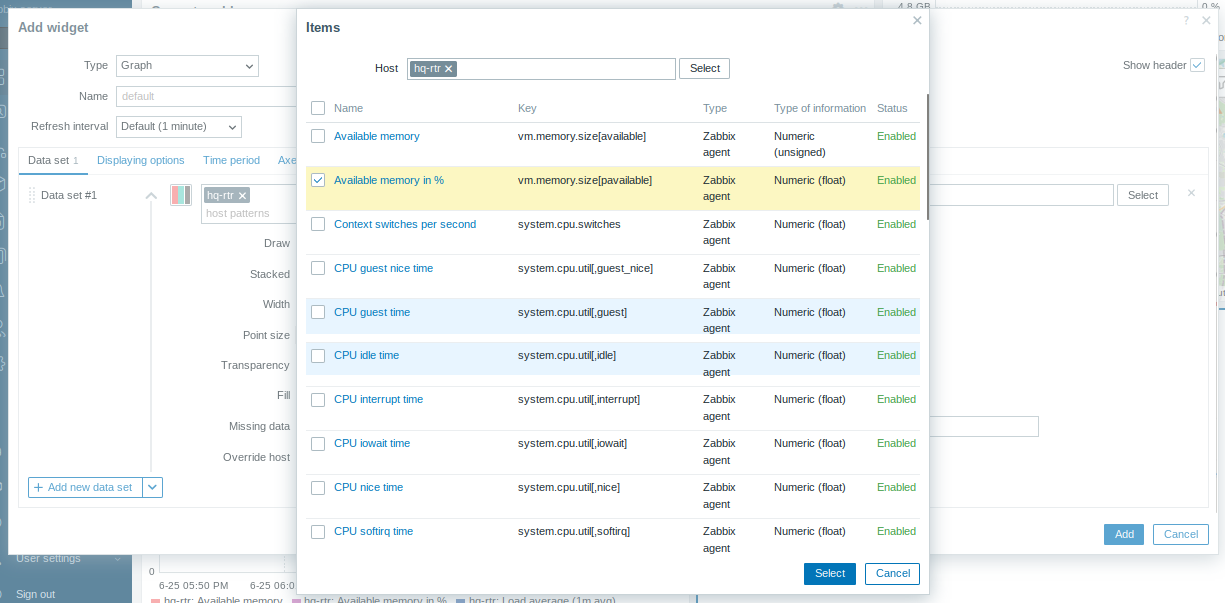 4.8 GB
0 %
Add widget
Type
Graph
Name
default
Refresh interval
Default (1 minute)
Show header
Data set 1
Displaying options
Time period
Axe
Data set #1
hq-rtr
host patterns
Select
Draw
Stacked
Width
Point size
Transparency
Fill
Missing data
Override host
+ Add new data set
Add
Cancel
Items
Host
hq-rtr
Select
Name Key Type Type of information Status
Available memory vm.memory.size[available] Zabbix Numeric Enabled
agent (unsigned)
Available memory in % vm.memory.size[pavailable] Zabbix Numeric (float) Enabled
agent
Context switches per second system.cpu.switches Zabbix Numeric (float) Enabled
agent
CPU guest nice time system.cpu.util[,guest_nice] Zabbix Numeric (float) Enabled
agent
CPU guest time system.cpu.util[,guest] Zabbix Numeric (float) Enabled
agent
CPU idle time system.cpu.util[,idle] Zabbix Numeric (float) Enabled
agent
CPU interrupt time system.cpu.util[,interrupt] Zabbix Numeric (float) Enabled
agent
CPU iowait time system.cpu.util[,iowait] Zabbix Numeric (float) Enabled
agent
CPU nice time system.cpu.util[,nice] Zabbix Numeric (float) Enabled
agent
CPU softirq time system.cpu.util[,softirq] Zabbix Numeric (float) Enabled
agent
Select
Cancel
User settings
Sign out
0
6-25 05:50 PM 6-25 06:0
hq-rtr: Available memory hq-rtr: Available memory in % hq-rtr: Load average (1m avg)